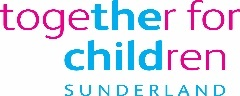 together for
children
SUNDERLAND